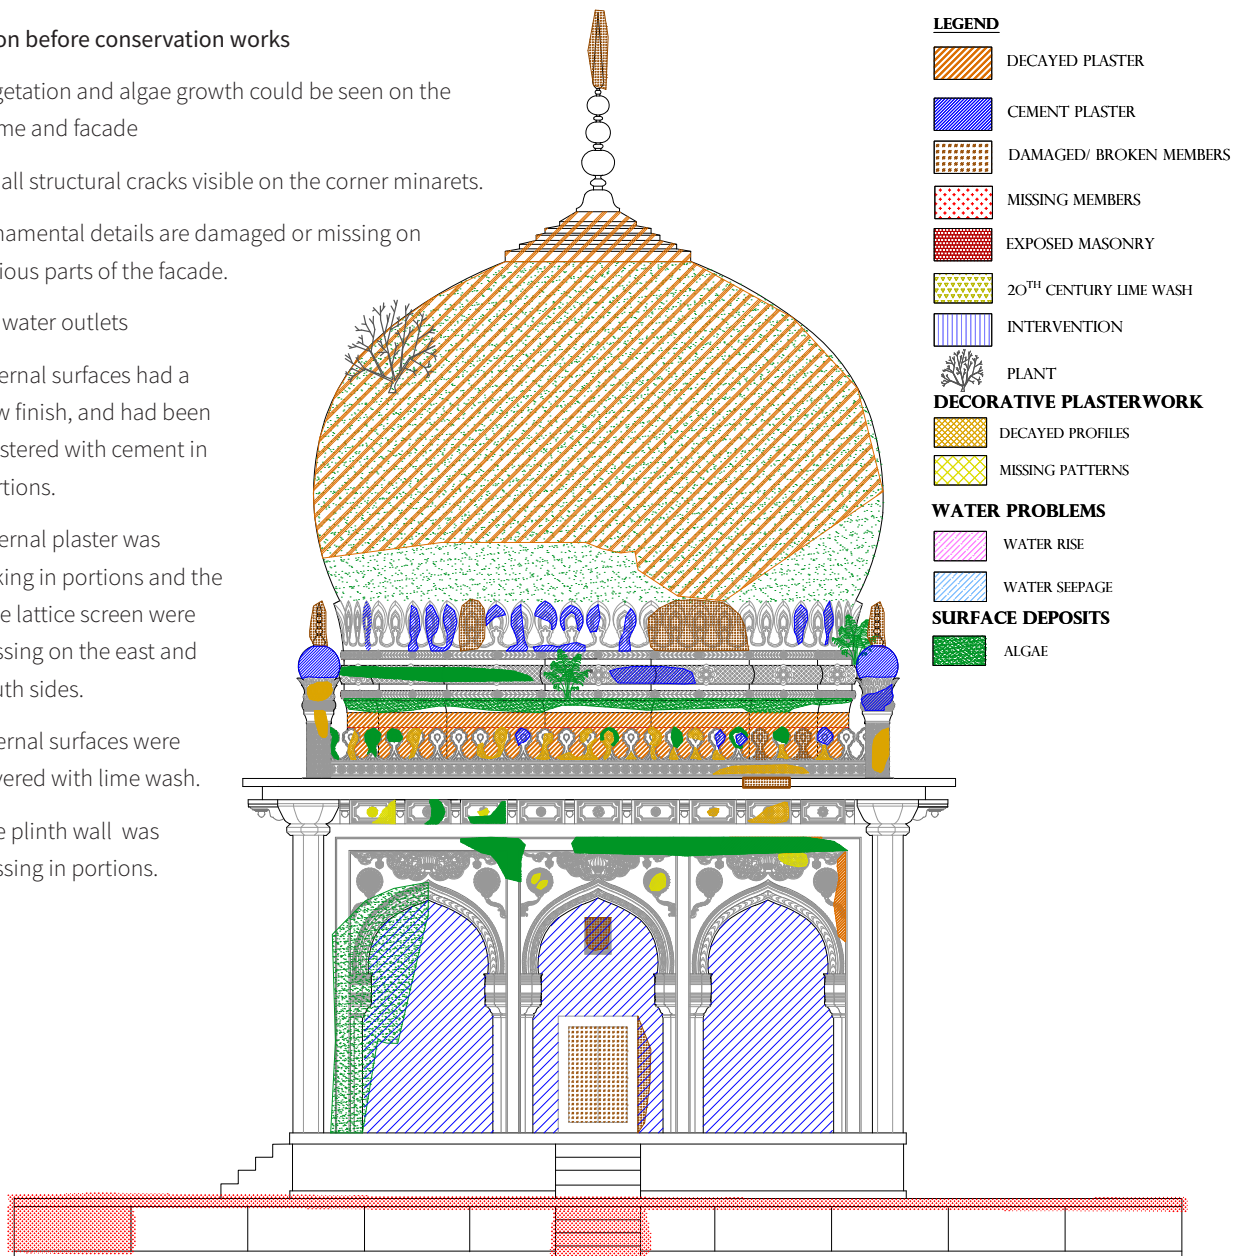 on before conservation works
getation and algae growth could be seen on the
me and facade
all structural cracks visible on the corner minarets.
namental details are damaged or missing on
ious parts of the facade.
water outlets
ernal surfaces had a
w finish, and had been
stered with cement in
rtions.
ernal plaster was
king in portions and the
e lattice screen were
ssing on the east and
uth sides.
ernal surfaces were
vered with lime wash.
e plinth wall was
ssing in portions.
LEGEND
DECAYED PLASTER
CEMENT PLASTER
DAMAGED/ BROKEN MEMBERS
MISSING MEMBERS
EXPOSED MASONRY
20TH CENTURY LIME WASH
INTERVENTION
PLANT
DECORATIVE PLASTERWORK
DECAYED PROFILES
MISSING PATTERNS
WATER PROBLEMS
WATER RISE
WATER SEEPAGE
SURFACE DEPOSITS
ALGAE